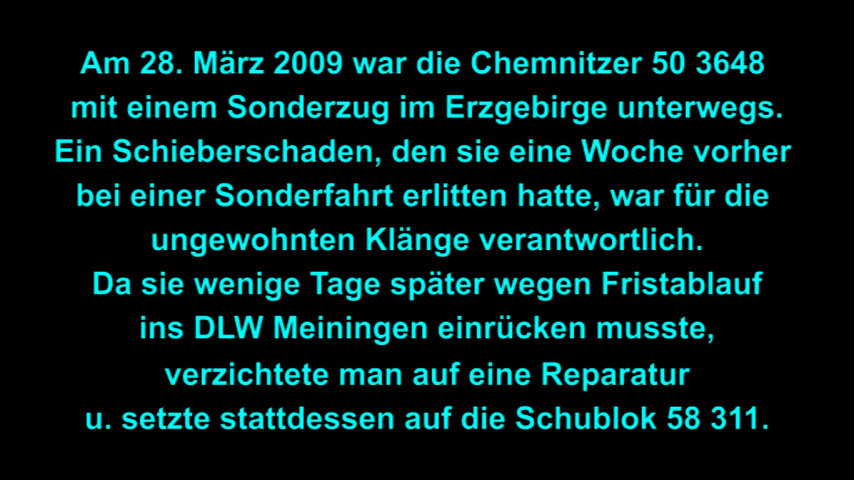 Am 28. März 2009 war die Chemnitzer 50 3648
mit einem Sonderzug im Erzgebirge unterwegs.
Ein Schieberschaden, den sie eine Woche vorher
bei einer Sonderfahrt erlitten hatte, war für die
ungewohnten Klänge verantwortlich.
Da sie wenige Tage später wegen Fristablauf
ins DLW Meiningen einrücken musste,
verzichtete man auf eine Reparatur
u. setzte stattdessen auf die Schublok 58 311.